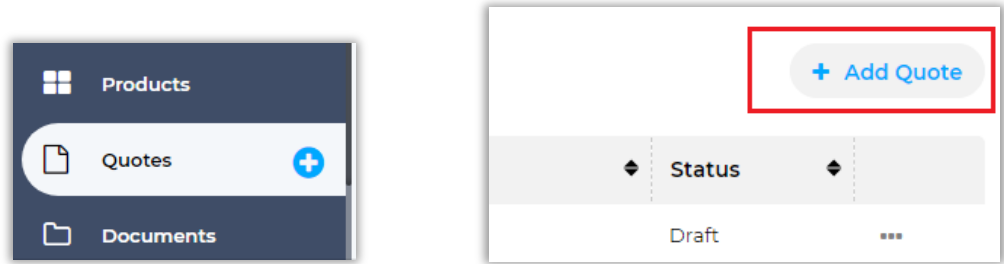 Products
Quotes
Documents
+ Add Quote
Status
Draft